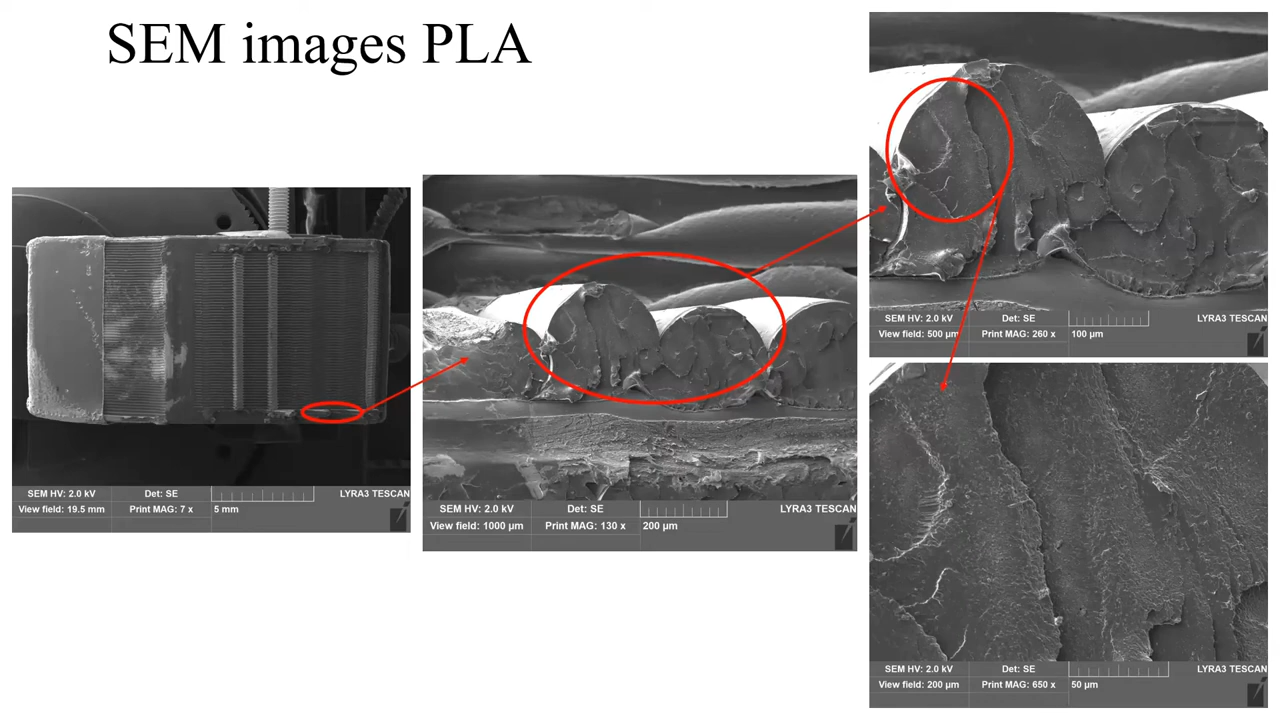 SEM images PLA
SEM HV: 2.0 kV Det: SE LYRA3 TESCAN
View field: 19.5 mm Print MAG: 7 x 5 mm
SEM HV: 2.0 kV Det: SE LYRA3 TESCAN
View field: 1000 µm Print MAG: 130 x 200 µm
SEM HV: 2.0 kV Det: SE LYRA3 TESCAN
View field: 500 µm Print MAG: 260 x 100 µm
SEM HV: 2.0 kV Det: SE LYRA3 TESCAN
View field: 200 µm Print MAG: 650 x 50 µm